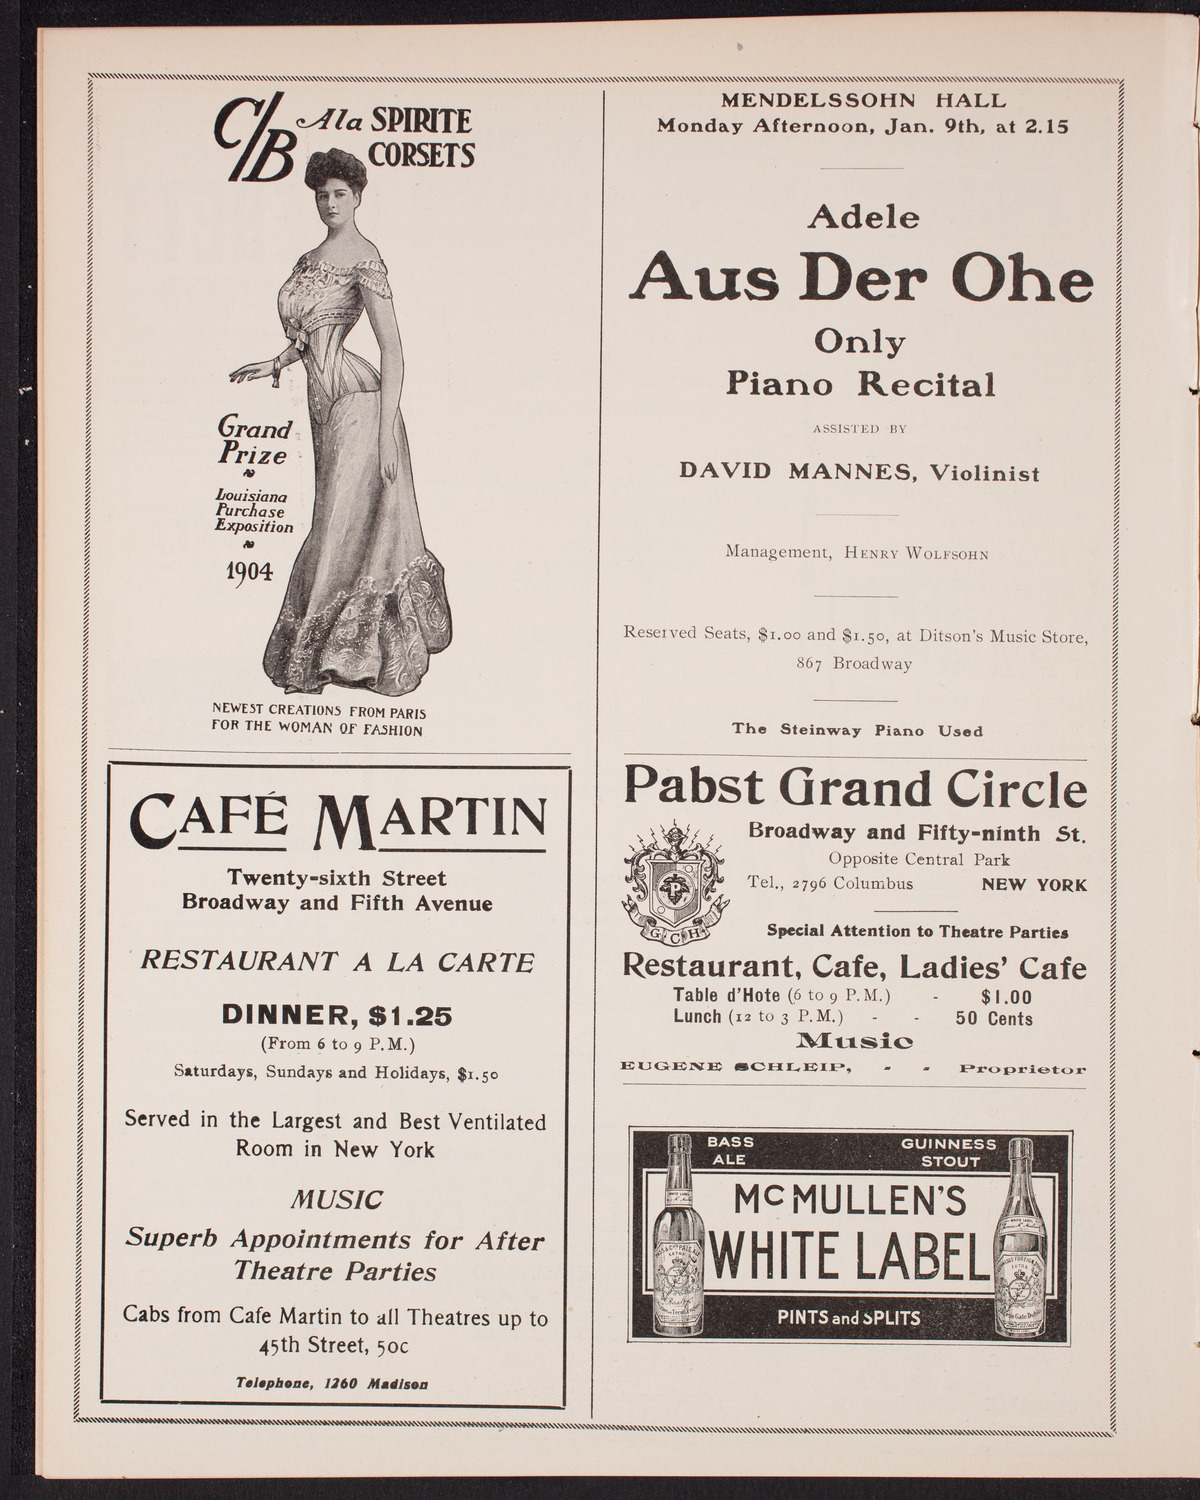 C/B Ala SPIRITE
CORSETS
Grand
Prize
Louisiana
Purchase
Exposition
1904
NEWEST CREATIONS FROM PARIS
FOR THE WOMAN OF FASHION
CAFÉ MARTIN
Twenty-sixth Street
Broadway and Fifth Avenue
RESTAURANT A LA CARTE
DINNER, $1.25
(From 6 to 9 P.M.)
Saturdays, Sundays and Holidays, $1.50
Served in the Largest and Best Ventilated
Room in New York
MUSIC
Superb Appointments for After
Theatre Parties
Cabs from Cafe Martin to all Theatres up to
45th Street, 50c
Telephone, 1260 Madison
MENDELSSOHN HALL
Monday Afternoon, Jan. 9th, at 2.15
Adele
Aus Der Ohe
Only
Piano Recital
ASSISTED BY
DAVID MANNES, Violinist
Management, HENRY WOLFSOHN
Reserved Seats, $1.00 and $1.50, at Ditson's Music Store,
867 Broadway
The Steinway Piano Used
Pabst Grand Circle
Broadway and Fifty-ninth St.
Opposite Central Park
Tel., 2796 Columbus NEW YORK
P
G C H
Special Attention to Theatre Parties
Restaurant, Cafe, Ladies' Cafe
Table d'Hote (6 to 9 P.M.) - $1.00
Lunch (12 to 3 P.M.) - - 50 Cents
Music
EUGENE SCHLEIP, - - Proprietor
BASS
ALE
GUINNESS
STOUT
McMULLEN'S
WHITE LABEL
PINTS and SPLITS